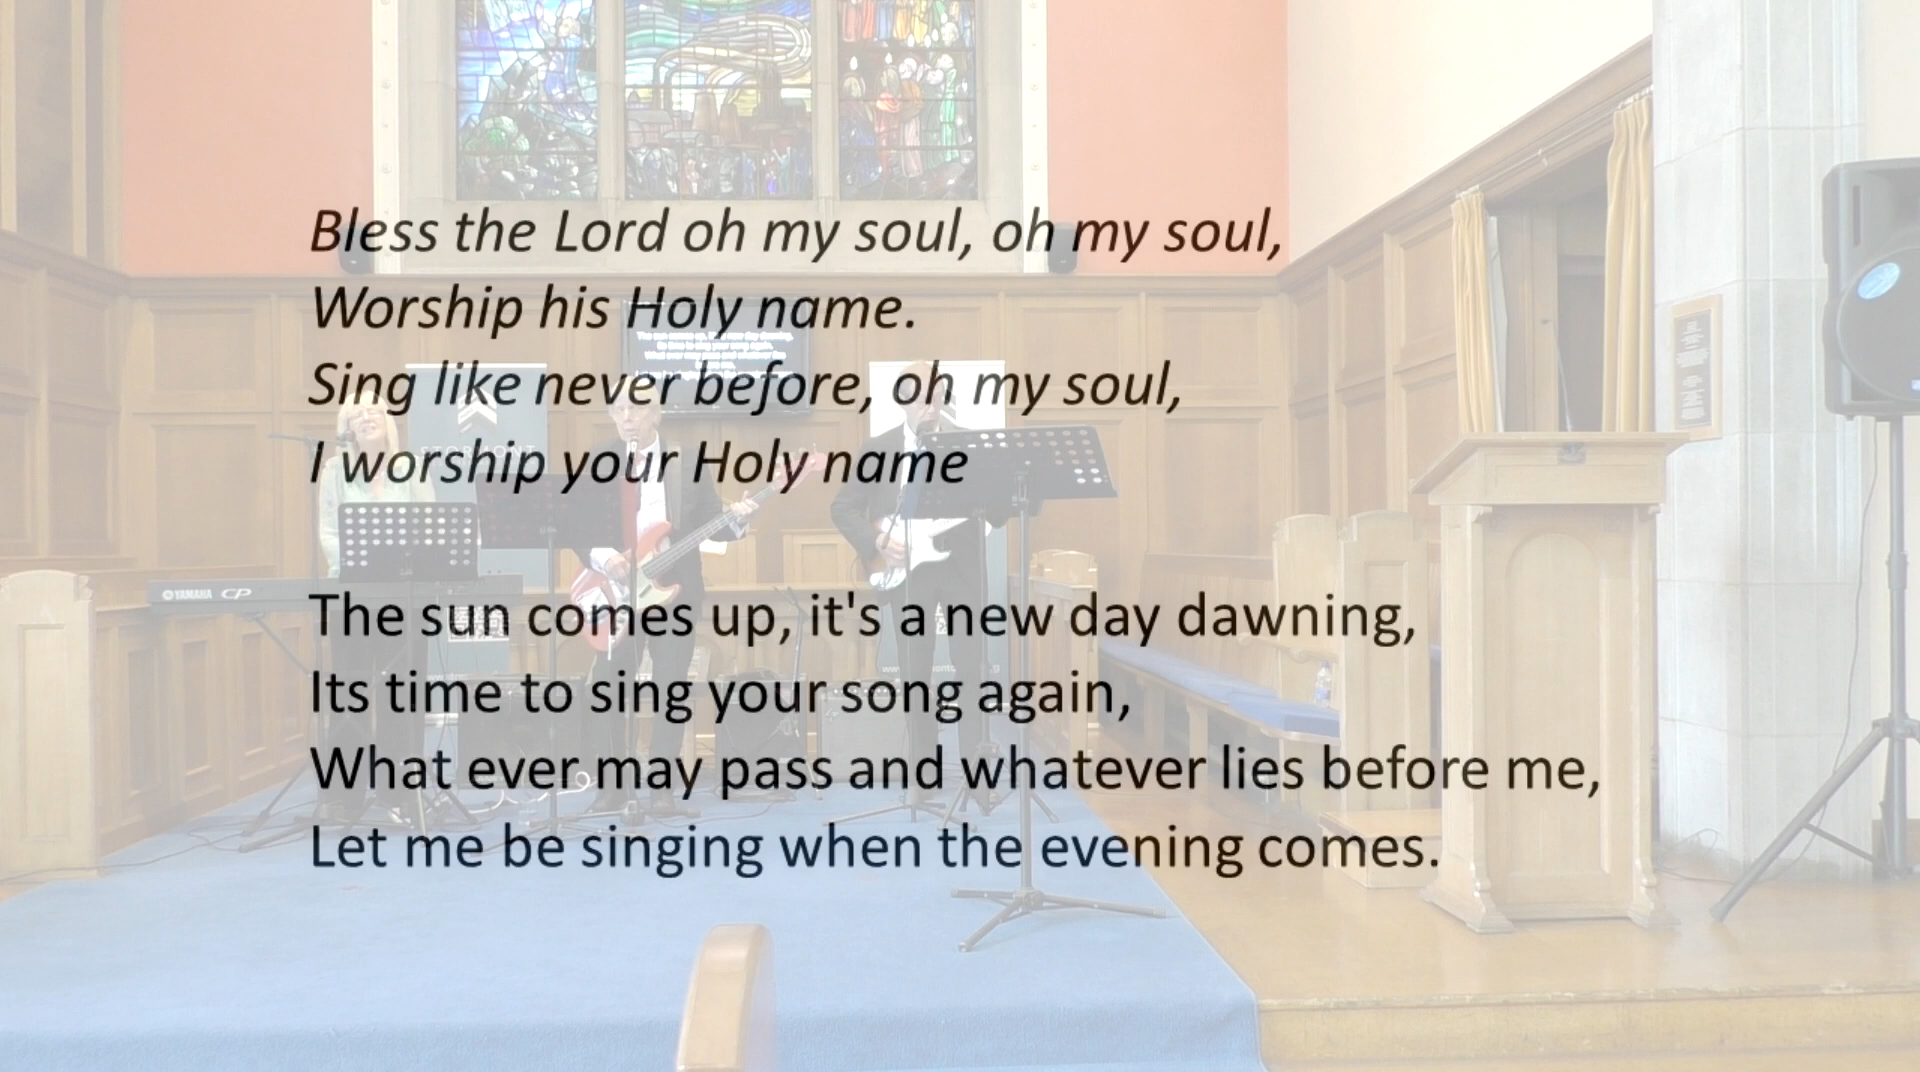 Bless the Lord oh my soul, oh my soul,
Worship his Holy name.
Sing like never before, oh my soul,
I worship your Holy name
The sun comes up, it's a new day dawning,
Its time to sing your song again,
What ever may pass and whatever lies before me,
Let me be singing when the evening comes.
YAMAHA CP